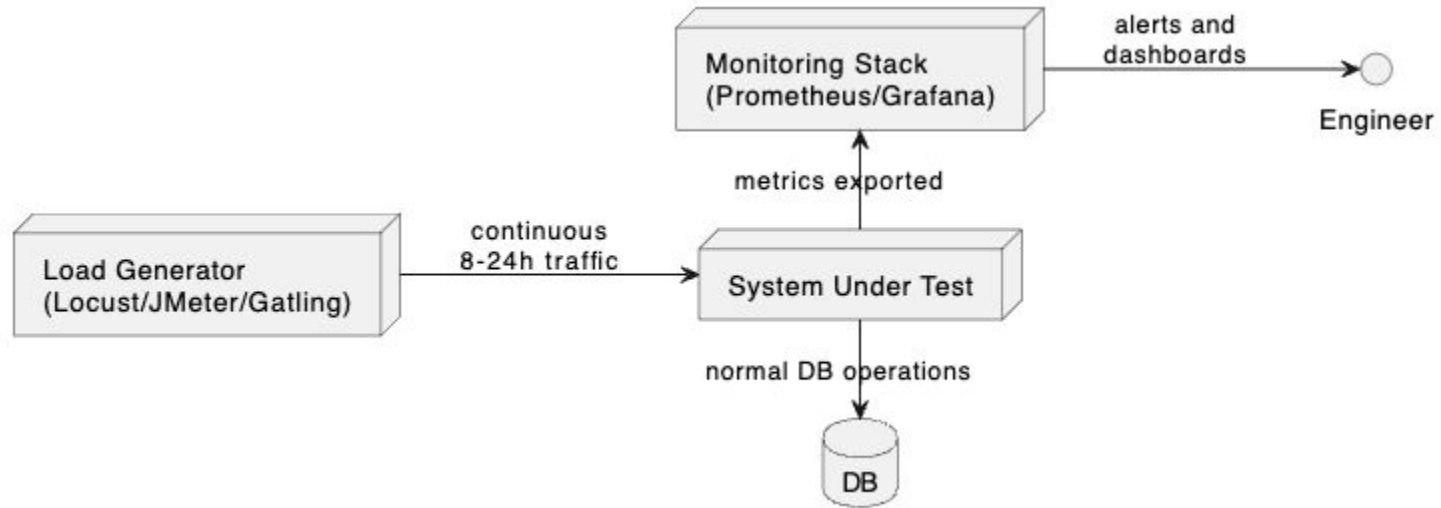 alerts and
dashboards
Monitoring Stack
(Prometheus/Grafana)
Engineer
metrics exported
continuous
8-24h traffic
Load Generator
(Locust/JMeter/Gatling)
System Under Test
normal DB operations
DB